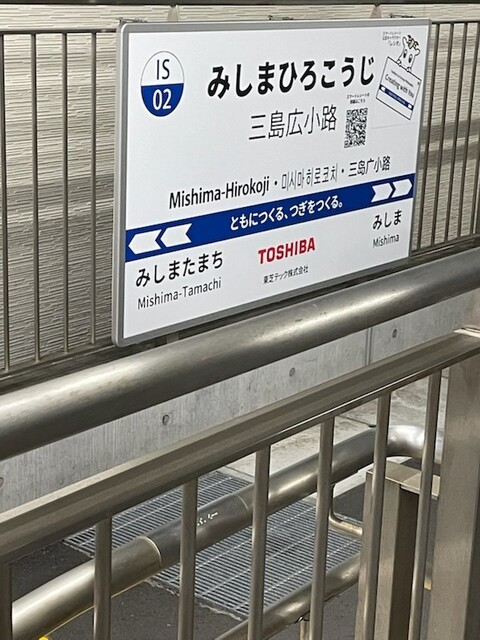 IS
02
みしまひろこうじ
三島広小路
Mishima-Hirokoji・미시마히로코지・三岛广小路
ともにつくる、つぎをつくる。
みしまたまち
Mishima-Tamachi
みしま
Mishima
TOSHIBA
東芝テック株式会社
Creating with You